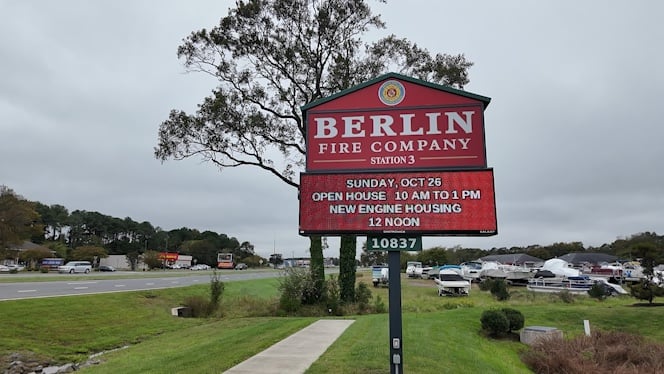 BERLIN
FIRE COMPANY
STATION 3
SUNDAY, OCT 26
OPEN HOUSE 10 AM TO 1 PM
NEW ENGINE HOUSING
12 NOON
10837